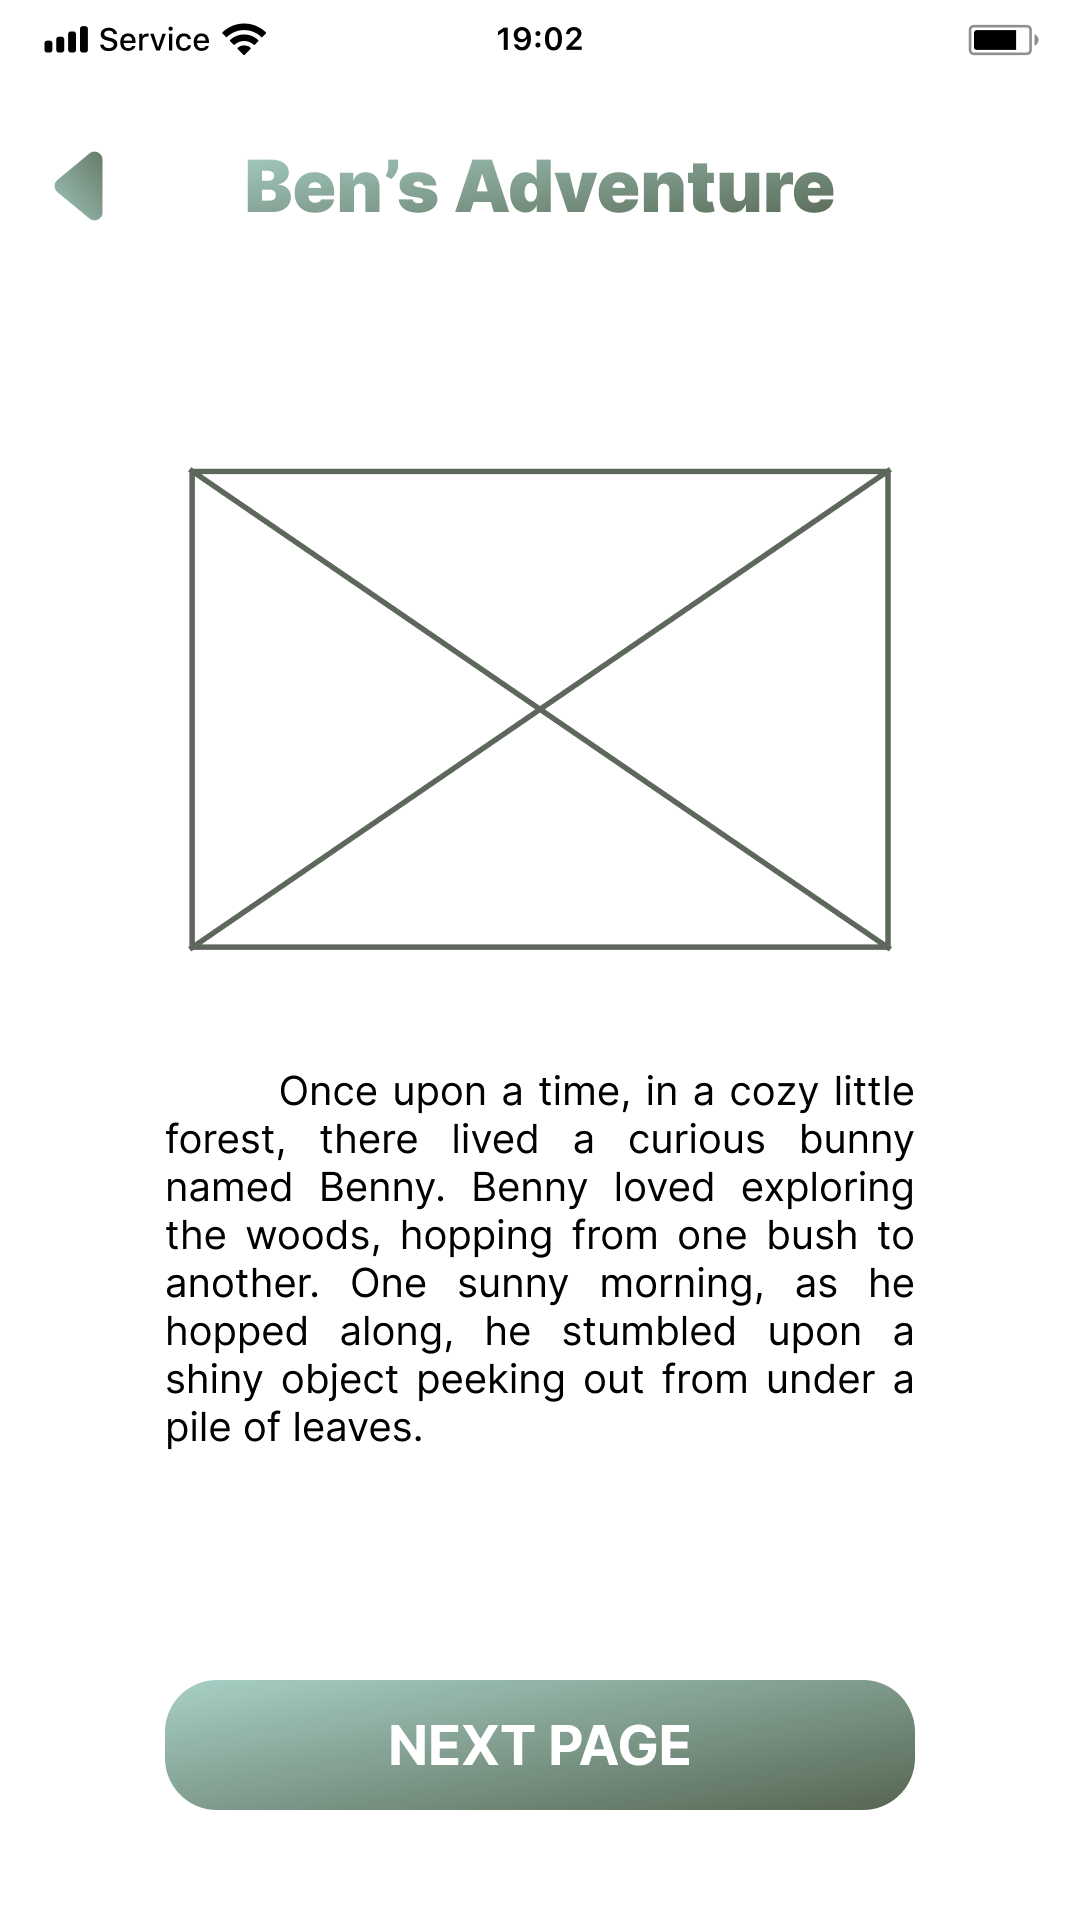 Service 19:02
Ben’s Adventure
Once upon a time, in a cozy little
forest, there lived a curious bunny
named Benny. Benny loved exploring
the woods, hopping from one bush to
another. One sunny morning, as he
hopped along, he stumbled upon a
shiny object peeking out from under a
pile of leaves.
NEXT PAGE